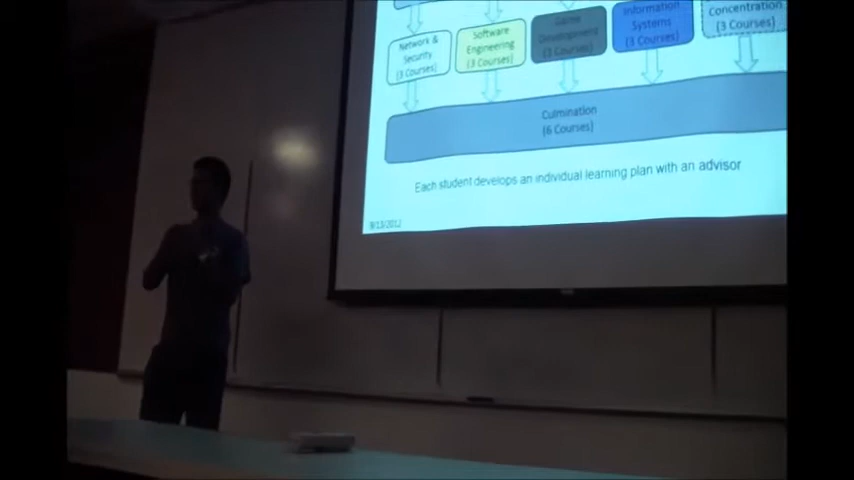 Network &
Security
(3 Courses)
Software
Engineering
(3 Courses)
Game
Development
(3 Courses)
Information
Systems
(3 Courses)
Concentration
(3 Courses)
Culmination
(6 Courses)
Each student develops an individual learning plan with an advisor
9/13/2012